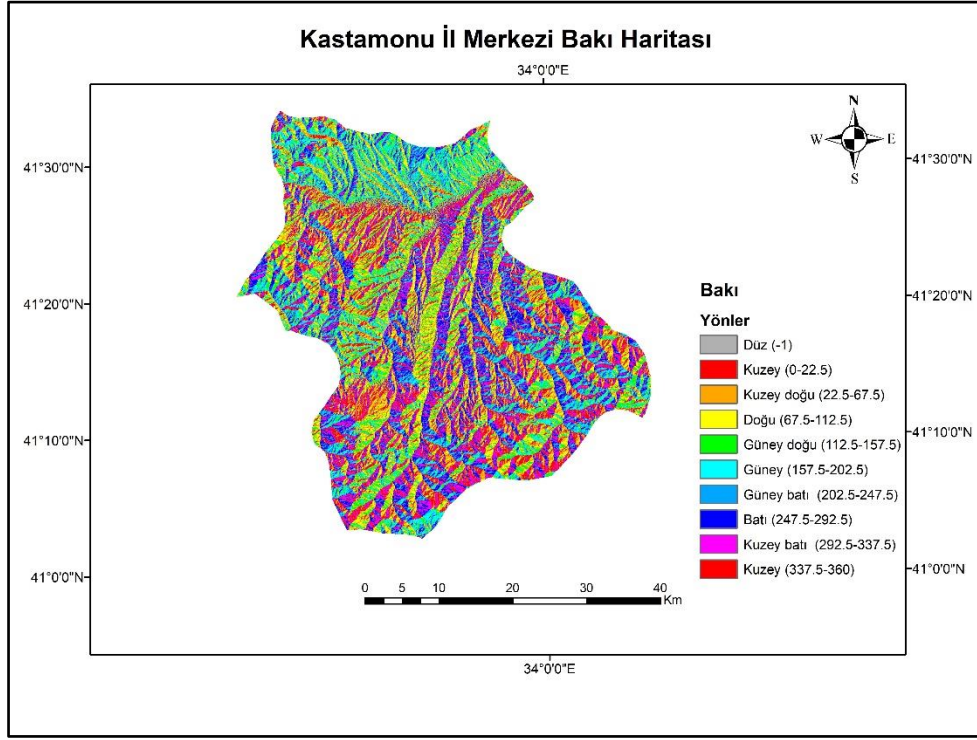 Kastamonu İl Merkezi Bakı Haritası
34°0'0"E
N
W E
S
41°30'0"N 41°30'0"N
41°20'0"N 41°20'0"N
41°10'0"N 41°10'0"N
41°0'0"N 41°0'0"N
Bakı
Yönler
Düz (-1)
Kuzey (0-22.5)
Kuzey doğu (22.5-67.5)
Doğu (67.5-112.5)
Güney doğu (112.5-157.5)
Güney (157.5-202.5)
Güney batı (202.5-247.5)
Batı (247.5-292.5)
Kuzey batı (292.5-337.5)
Kuzey (337.5-360)
0 5 10 20 30 40
Km
34°0'0"E